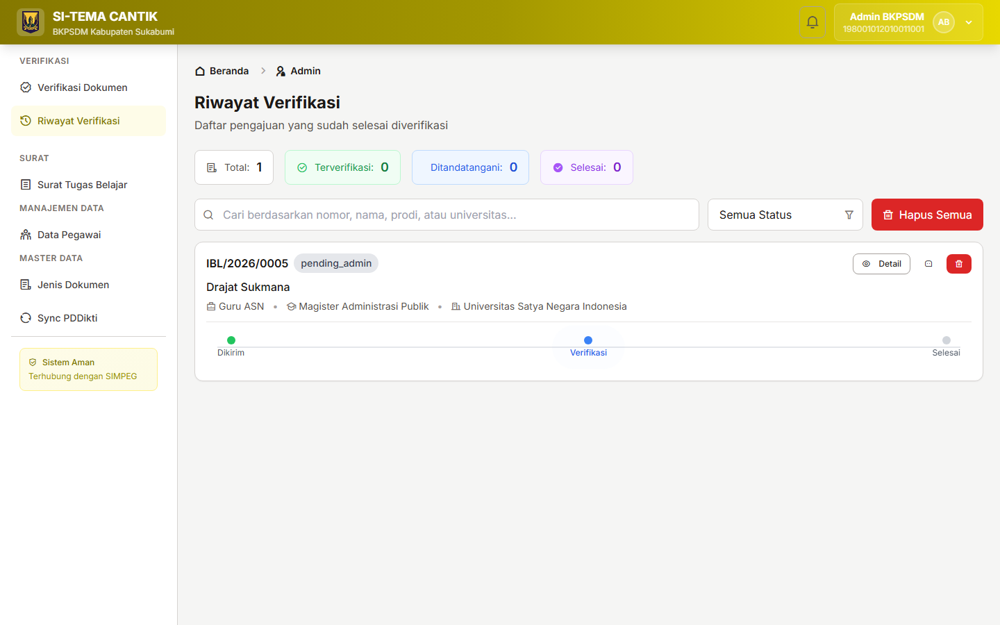 SI-TEMA CANTIK
BKPSDM Kabupaten Sukabumi
Admin BKPSDM
198001012010011001
AB
VERIFIKASI
Verifikasi Dokumen
Riwayat Verifikasi
SURAT
Surat Tugas Belajar
MANAJEMEN DATA
Data Pegawai
MASTER DATA
Jenis Dokumen
Sync PDDikti
Sistem Aman
Terhubung dengan SIMPEG
Beranda
Admin
Riwayat Verifikasi
Daftar pengajuan yang sudah selesai diverifikasi
Total: 1
Terverifikasi: 0
Ditandatangani: 0
Selesai: 0
Cari berdasarkan nomor, nama, prodi, atau universitas...
Semua Status
Hapus Semua
IBL/2026/0005
pending_admin
Detail
Drajat Sukmana
Guru ASN • Magister Administrasi Publik • Universitas Satya Negara Indonesia
Dikirim
Verifikasi
Selesai